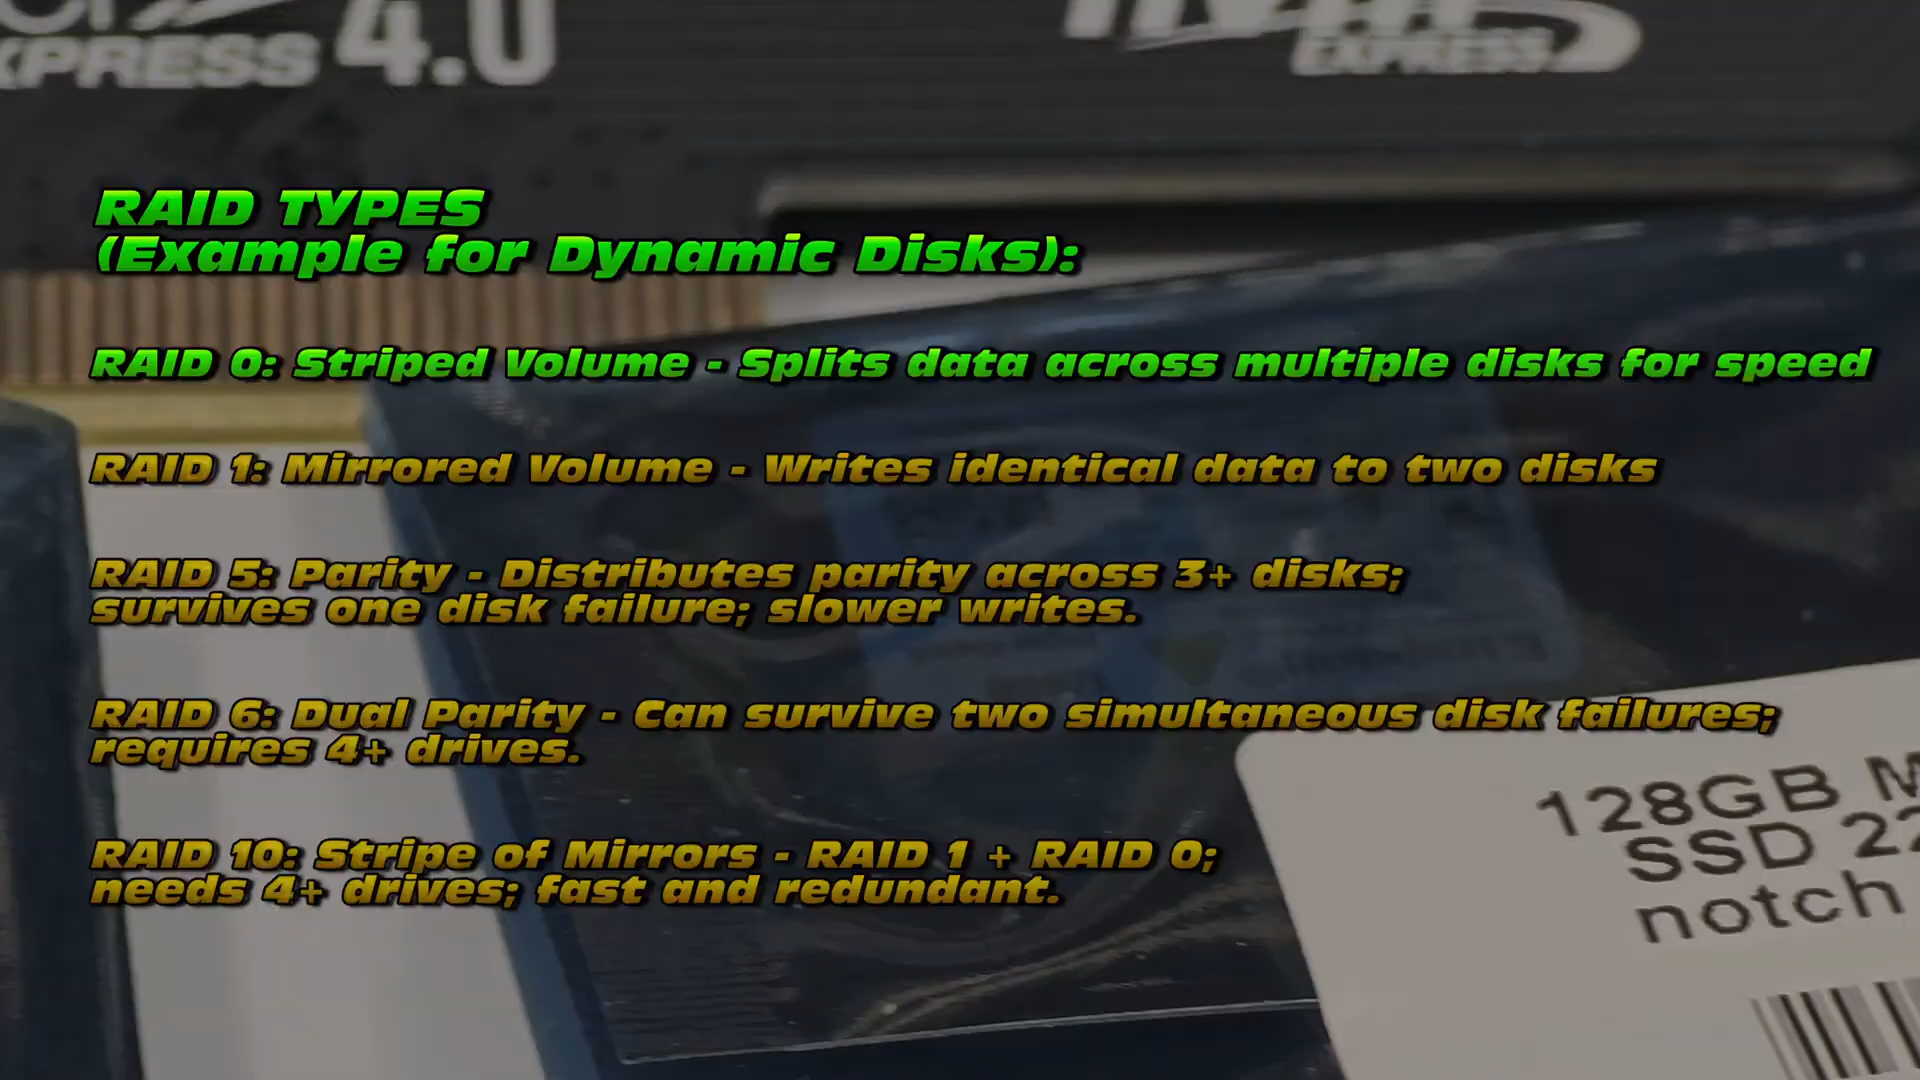 EXPRESS 4.0
EXPRESS
RAID TYPES
(Example for Dynamic Disks):
RAID 0: Striped Volume - Splits data across multiple disks for speed
RAID 1: Mirrored Volume - Writes identical data to two disks
RAID 5: Parity - Distributes parity across 3+ disks;
survives one disk failure; slower writes.
RAID 6: Dual Parity - Can survive two simultaneous disk failures;
requires 4+ drives.
RAID 10: Stripe of Mirrors - RAID 1 + RAID 0;
needs 4+ drives; fast and redundant.
128GB M
SSD 22
notch